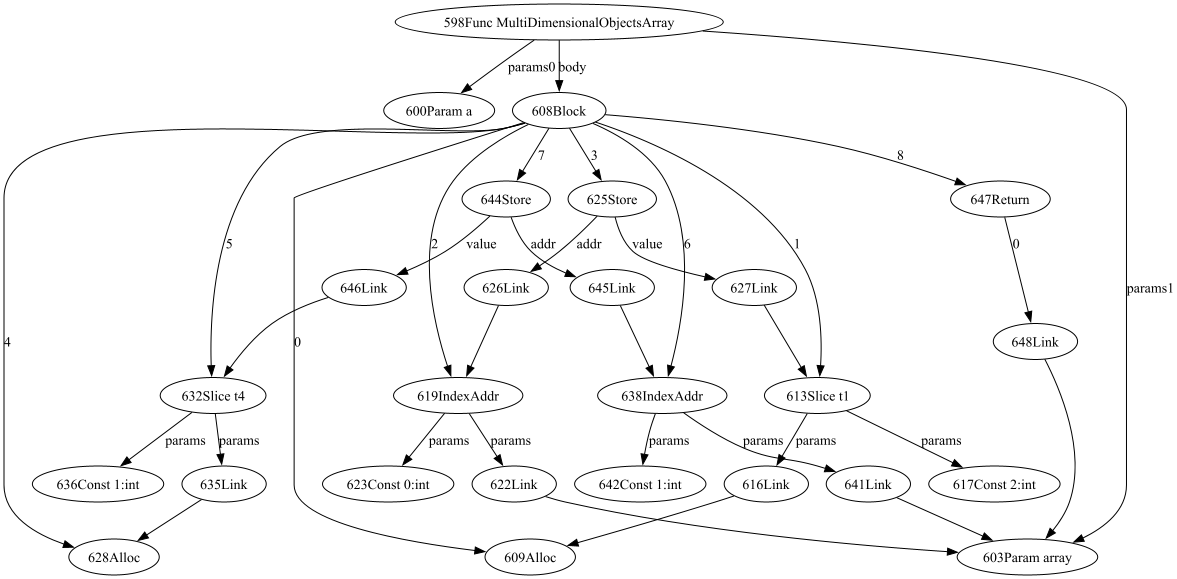 598Func MultiDimensionalObjectsArray
params0
body
600Param a
608Block
7
3
8
644Store
625Store
647Return
5
2
value
addr
addr
value
6
1
0
646Link
626Link
645Link
627Link
params1
4
0
648Link
632Slice t4
619IndexAddr
638IndexAddr
613Slice t1
params
params
params
params
params
params
params
params
636Const 1:int
635Link
623Const 0:int
622Link
642Const 1:int
616Link
641Link
617Const 2:int
628Alloc
609Alloc
603Param array